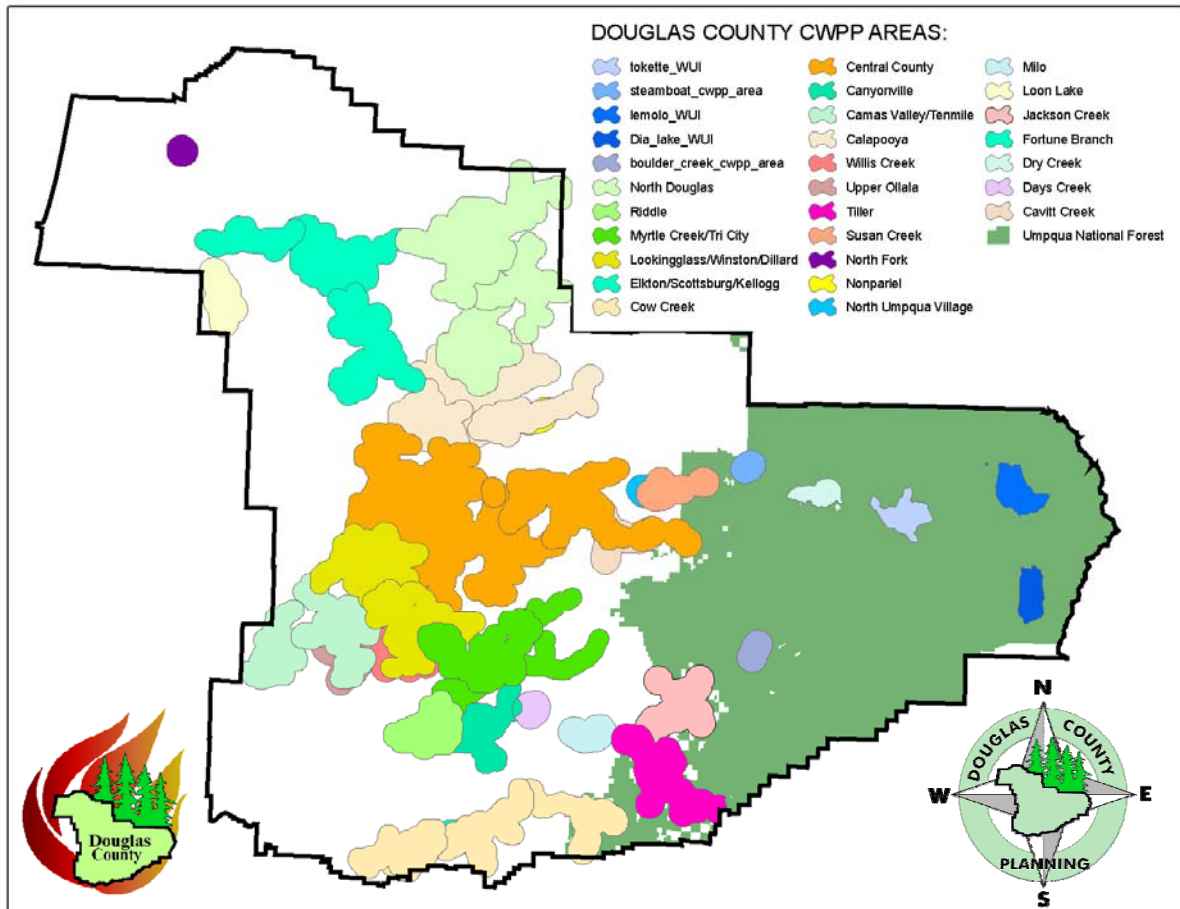 DOUGLAS COUNTY CWPP AREAS:
tokette_WUI
steamboat_cwpp_area
lemolo_WUI
Dia_lake_WUI
boulder_creek_cwpp_area
North Douglas
Riddle
Myrtle Creek/Tri City
Lookingglass/Winston/Dillard
Elkton/Scottsburg/Kellogg
Cow Creek
Central County
Canyonville
Camas Valley/Tenmile
Calapooya
Willis Creek
Upper Ollala
Tiller
Susan Creek
North Fork
Nonpariel
North Umpqua Village
Milo
Loon Lake
Jackson Creek
Fortune Branch
Dry Creek
Days Creek
Cavitt Creek
Umpqua National Forest
Douglas
County
N
DOUGLAS COUNTY
W
E
PLANNING
S